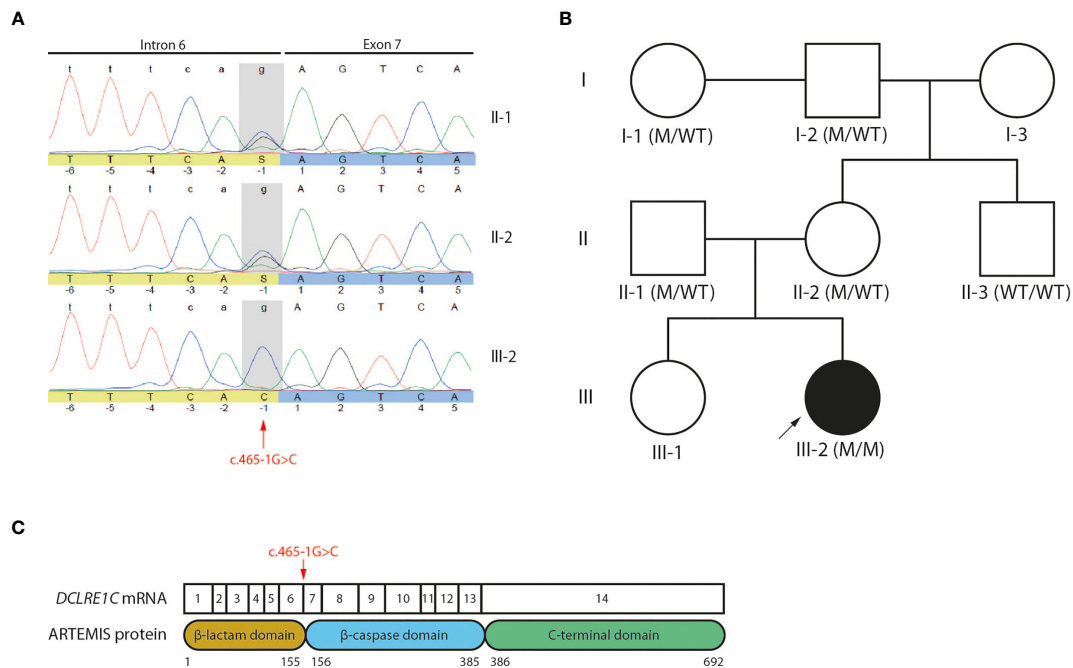 A
Intron 6 Exon 7
t t t c a g A G T C A
II-1
T T T C A S A G T C A
-6 -5 -4 -3 -2 -1 1 2 3 4 5
t t t c a g A G T C A
II-2
T T T C A S A G T C A
-6 -5 -4 -3 -2 -1 1 2 3 4 5
t t t c a g A G T C A
III-2
T T T C A C A G T C A
-6 -5 -4 -3 -2 -1 1 2 3 4 5
c.465-1G>C
B
I
I-1 (M/WT) I-2 (M/WT) I-3
II
II-1 (M/WT) II-2 (M/WT) II-3 (WT/WT)
III
III-1 III-2 (M/M)
C
c.465-1G>C
DCLRE1C mRNA 1 2 3 4 5 6 7 8 9 10 11 12 13 14
ARTEMIS protein β-lactam domain β-caspase domain C-terminal domain
1 155 156 385 386 692